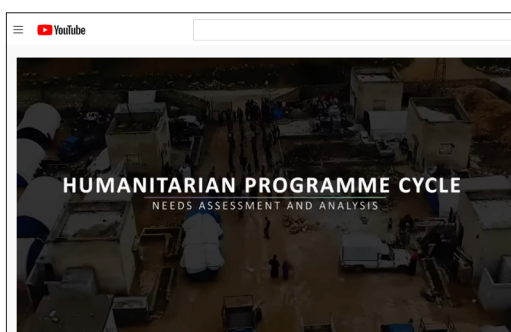 YouTube
HUMANITARIAN PROGRAMME CYCLE
NEEDS ASSESSMENT AND ANALYSIS